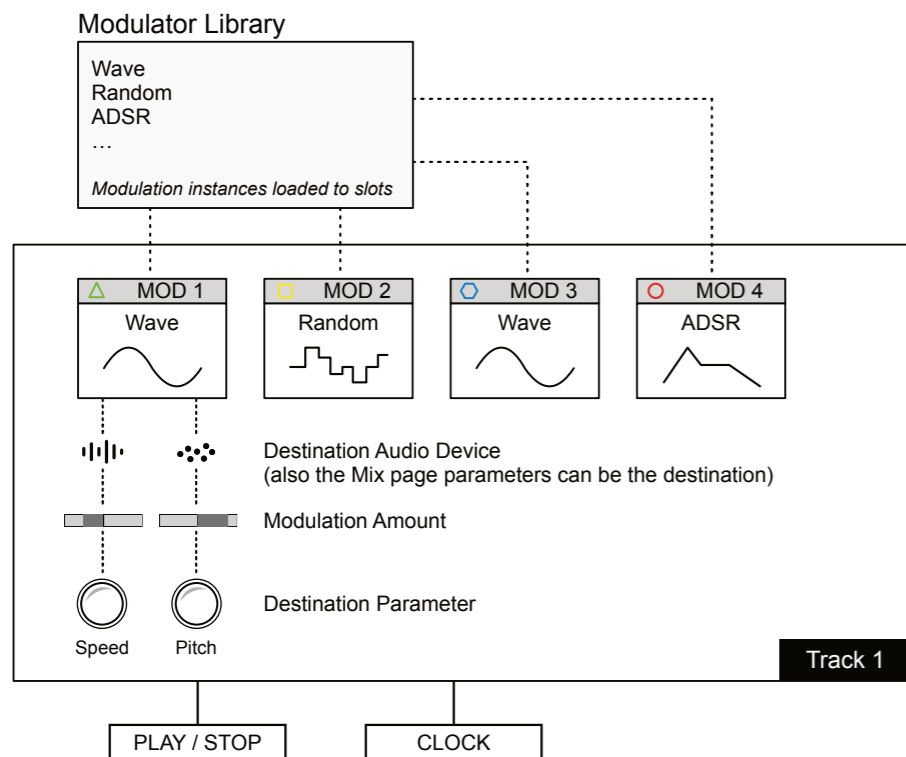 Modulator Library
Wave
Random
ADSR
…
Modulation instances loaded to slots
MOD 1
MOD 2
MOD 3
MOD 4
Wave
Random
Wave
ADSR
Destination Audio Device
(also the Mix page parameters can be the destination)
Modulation Amount
Destination Parameter
Speed
Pitch
Track 1
PLAY / STOP
CLOCK